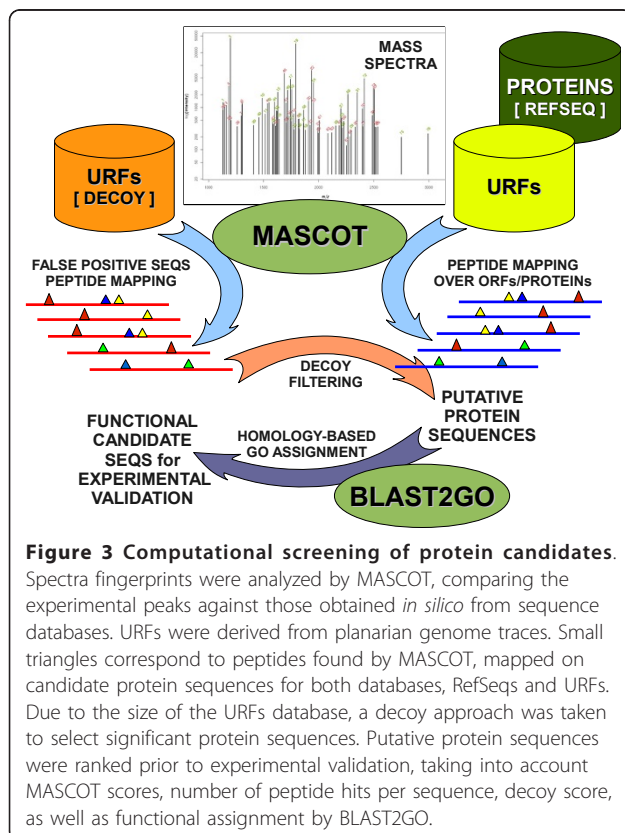 MASS
SPECTRA
PROTEINS
[ REFSEQ ]
URFs
[ DECOY ]
URFs
1000 1500 2000 2500 3000
MASCOT
FALSE POSITIVE SEQS
PEPTIDE MAPPING
PEPTIDE MAPPING
OVER ORFs/PROTEINs
DECOY
FILTERING
PUTATIVE
PROTEIN
SEQUENCES
FUNCTIONAL
CANDIDATE
SEQS for
EXPERIMENTAL
VALIDATION
HOMOLOGY-BASED
GO ASSIGNMENT
BLAST2GO
Figure 3 Computational screening of protein candidates.
Spectra fingerprints were analyzed by MASCOT, comparing the
experimental peaks against those obtained in silico from sequence
databases. URFs were derived from planarian genome traces. Small
triangles correspond to peptides found by MASCOT, mapped on
candidate protein sequences for both databases, RefSeqs and URFs.
Due to the size of the URFs database, a decoy approach was taken
to select significant protein sequences. Putative protein sequences
were ranked prior to experimental validation, taking into account
MASCOT scores, number of peptide hits per sequence, decoy score,
as well as functional assignment by BLAST2GO.